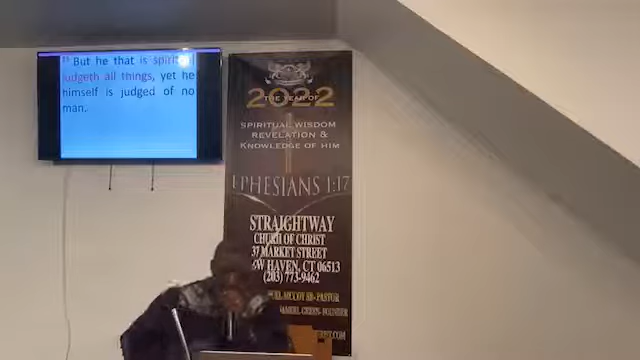 15 But he that is
judgeth all things, yet he
himself is judged of no
man.
THE YEAR OF
2022
SPIRITUAL WISDOM
REVELATION &
KNOWLEDGE OF HIM
EPHESIANS 1:17
STRAIGHTWAY
CHURCH OF CHRIST
37 MARKET STREET
HAVEN, CT 06513
(203) 773-9462
PASTOR
FOUNDER
.COM